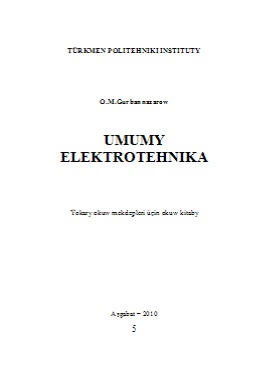 TÜRKMEN POLITEHNIKI INSTITUTY
O.M.Gurbannazarow
UMUMY
ELEKTROTEHNIKA
Ýokary okuw mekdepleri üçin okuw kitaby
Aşgabat – 2010
5